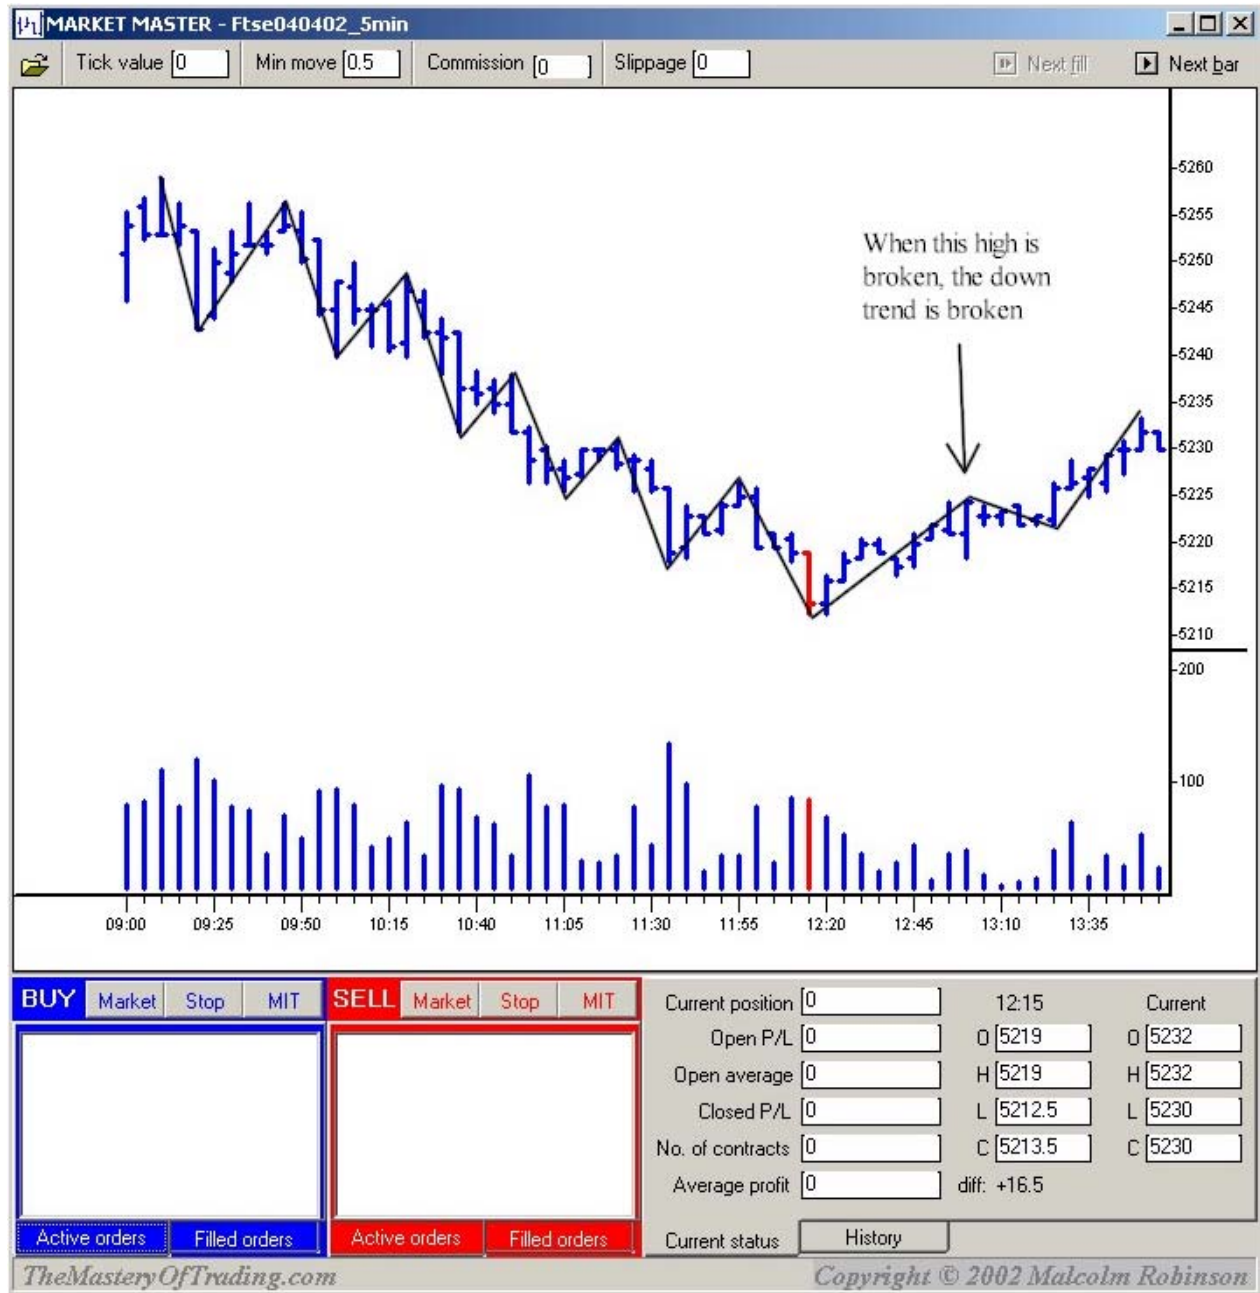 MARKET MASTER - Ftse040402_5min
Tick value 0 Min move 0.5 Commission 0 Slippage 0 Next fill Next bar
5260
5255
When this high is
5250
broken, the down
5245
trend is broken
5240
5235
5230
5225
5220
5215
5210
200
100
09:00 09:25 09:50 10:15 10:40 11:05 11:30 11:55 12:20 12:45 13:10 13:35
BUY Market Stop MIT SELL Market Stop MIT
Current position 0 12:15 Current
Open P/L 0 O 5219 O 5232
Open average 0 H 5219 H 5232
Closed P/L 0 L 5212.5 L 5230
No. of contracts 0 C 5213.5 C 5230
Average profit 0 diff: +16.5
Active orders Filled orders Active orders Filled orders Current status History
TheMasteryOfTrading.com Copyright © 2002 Malcolm Robinson